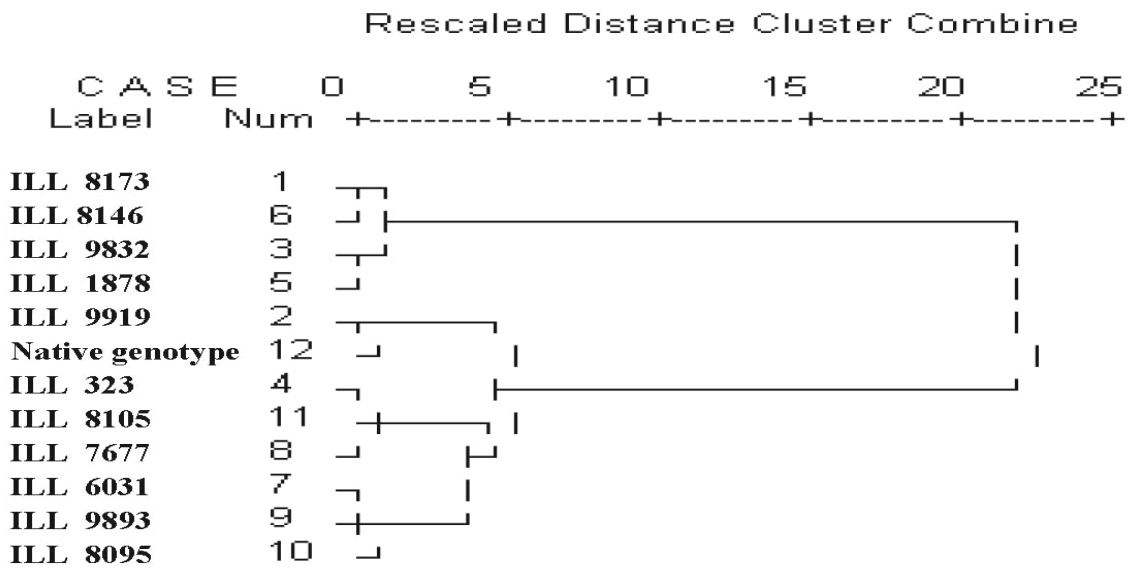 Rescaled Distance Cluster Combine
C A S E 0 5 10 15 20 25
Label Num +---------+---------+---------+---------+---------+
ILL 8173 1
ILL 8146 6
ILL 9832 3
ILL 1878 5
ILL 9919 2
Native genotype 12
ILL 323 4
ILL 8105 11
ILL 7677 8
ILL 6031 7
ILL 9893 9
ILL 8095 10